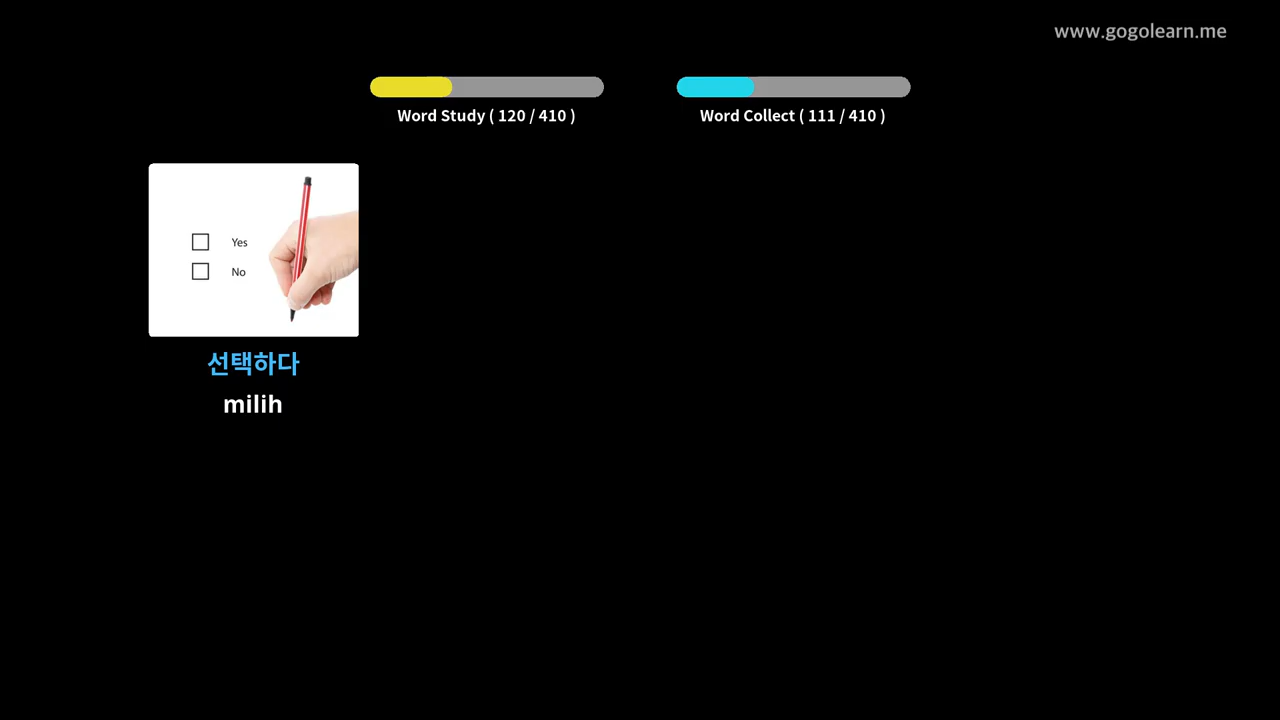 www.gogolearn.me
Word Study ( 120 / 410 )
Word Collect ( 111 / 410 )
Yes
No
선택하다
milih